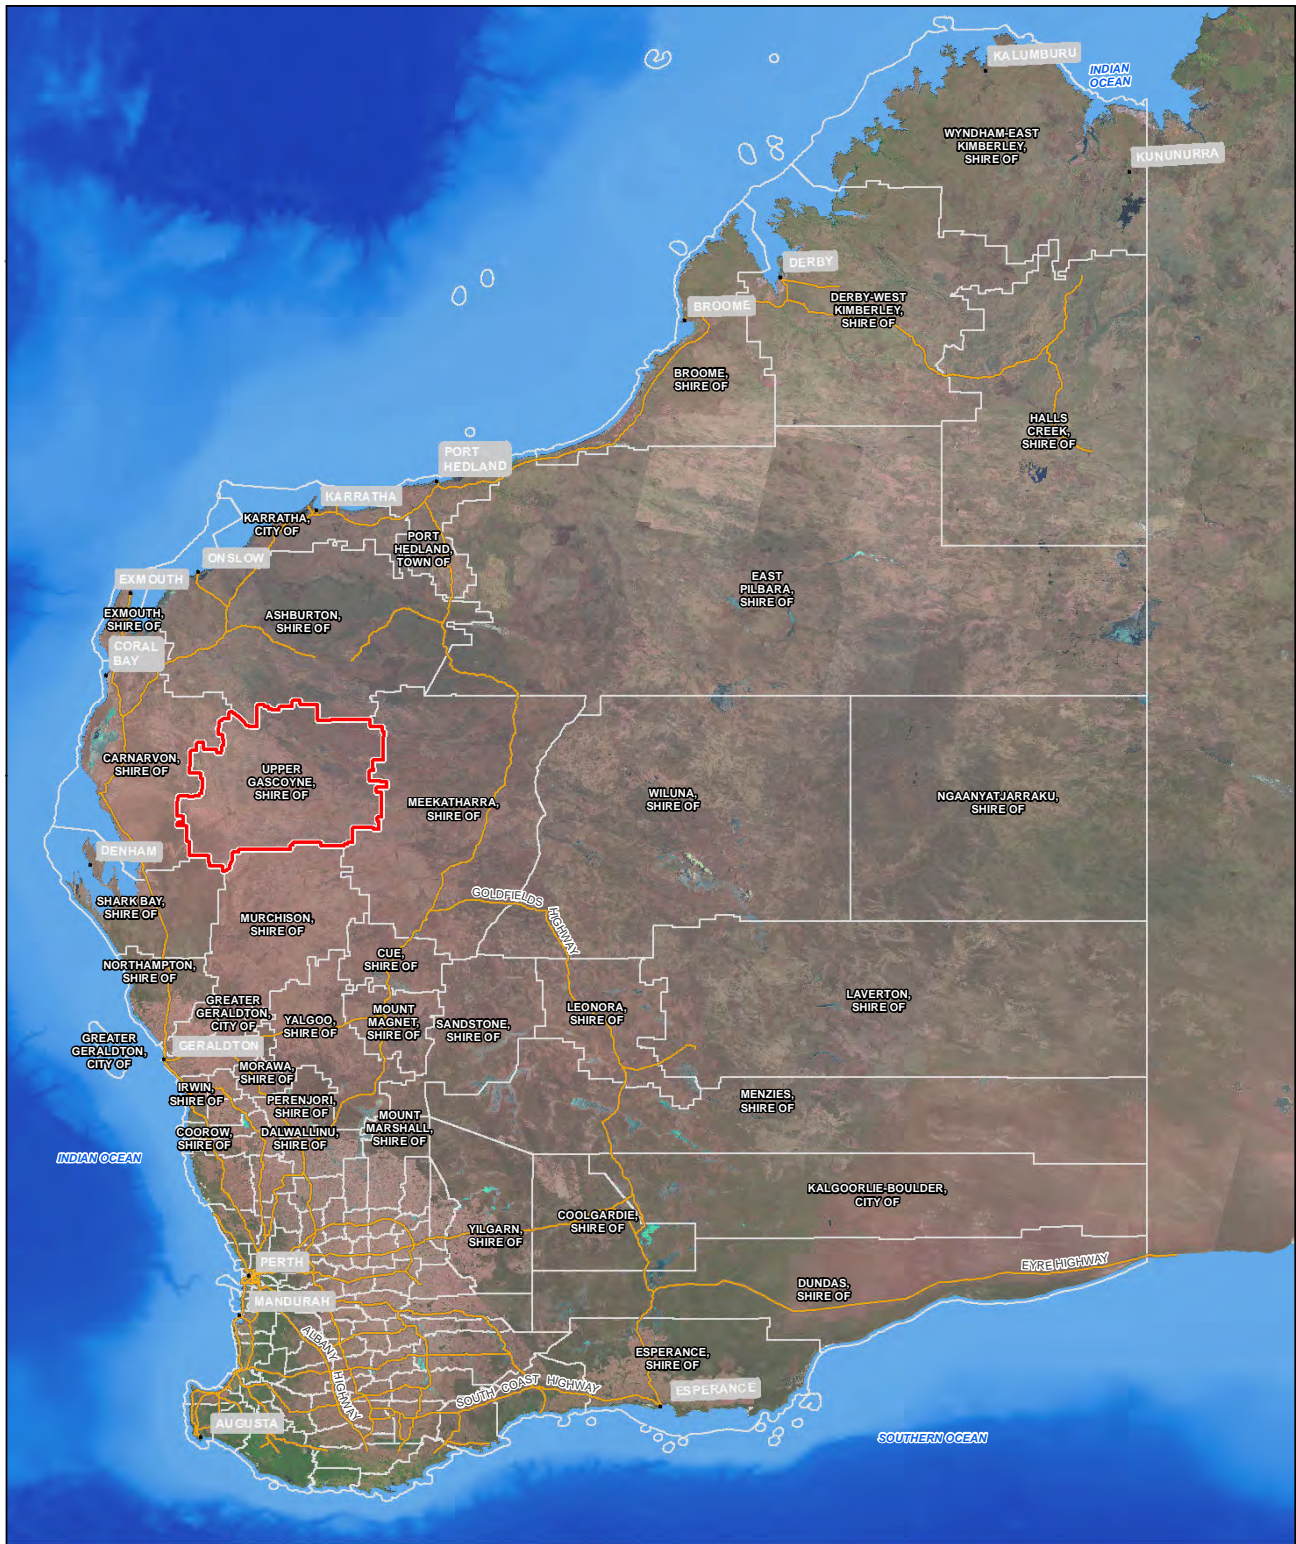 KALUMBURU
INDIAN
OCEAN
WYNDHAM-EAST
KIMBERLEY,
SHIRE OF
KUNUNURRA
DERBY
BROOME
DERBY-WEST
KIMBERLEY,
SHIRE OF
BROOME,
SHIRE OF
HALLS
CREEK,
SHIRE OF
PORT
HEDLAND
KARRATHA
KARRATHA,
CITY OF
PORT
HEDLAND,
TOWN OF
ONSLOW
EXMOUTH
EXMOUTH,
SHIRE OF
ASHBURTON,
SHIRE OF
EAST
PILBARA,
SHIRE OF
CORAL
BAY
CARNARVON,
SHIRE OF
UPPER
GASCOYNE,
SHIRE OF
MEEKATHARRA,
SHIRE OF
WILUNA,
SHIRE OF
NGAANYATJARRAKU,
SHIRE OF
DENHAM
SHARK BAY,
SHIRE OF
MURCHISON,
SHIRE OF
GOLDFIELDS HIGHWAY
CUE,
SHIRE OF
NORTHAMPTON,
SHIRE OF
GREATER
GERALDTON,
CITY OF
YALGOO,
SHIRE OF
MOUNT
MAGNET,
SHIRE OF
SANDSTONE,
SHIRE OF
LEONORA,
SHIRE OF
LAVERTON,
SHIRE OF
GREATER
GERALDTON,
CITY OF
GERALDTON
MORAWA,
SHIRE OF
IRWIN,
SHIRE OF
PERENJORI,
SHIRE OF
MENZIES,
SHIRE OF
COOROW,
SHIRE OF
DALWALLINU,
SHIRE OF
MOUNT
MARSHALL,
SHIRE OF
INDIAN OCEAN
KALGOORLIE-BOULDER,
CITY OF
COOLGARDIE,
SHIRE OF
YILGARN,
SHIRE OF
PERTH
EYRE HIGHWAY
DUNDAS,
SHIRE OF
MANDURAH
ALBANY HIGHWAY
ESPERANCE,
SHIRE OF
SOUTH COAST HIGHWAY
ESPERANCE
AUGUSTA
SOUTHERN OCEAN